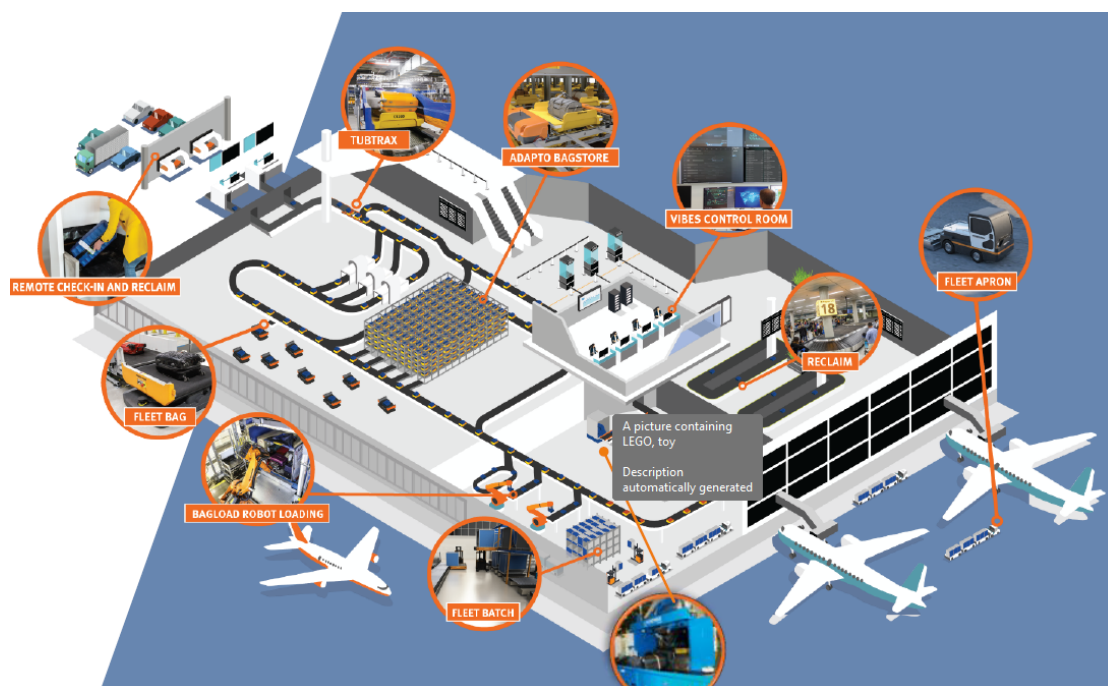 TUBTRAX
ADAPTO BAGSTORE
VIBES CONTROL ROOM
REMOTE CHECK-IN AND RECLAIM
FLEET APRON
18
RECLAIM
FLEET BAG
A picture containing
LEGO, toy
Description
automatically generated
BAGLOAD ROBOT LOADING
FLEET BATCH